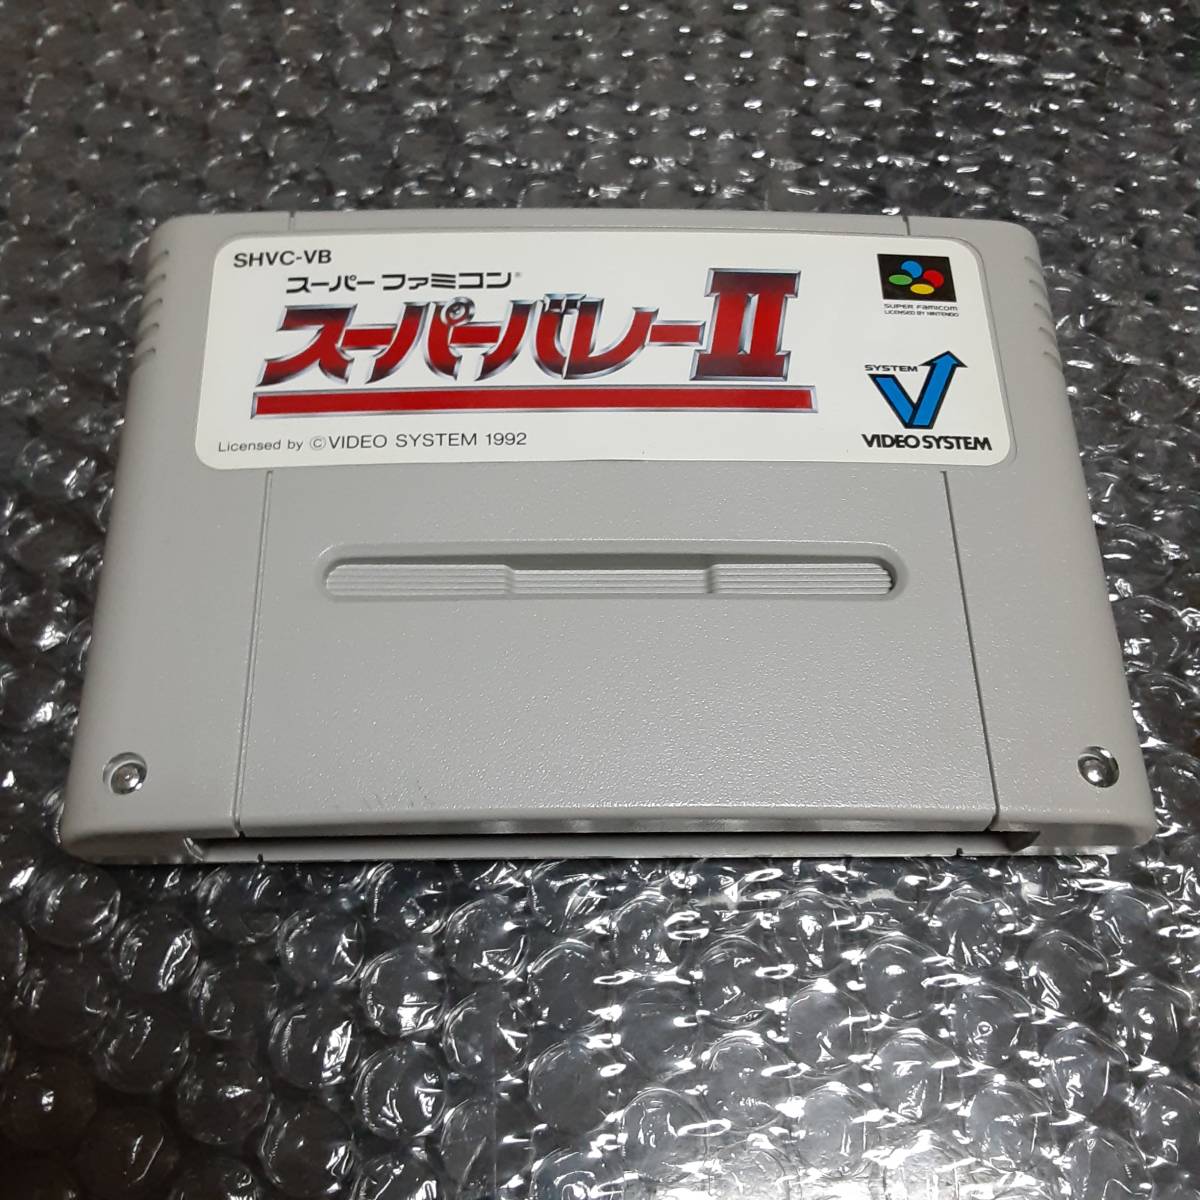 SHVC-VB
スーパーファミコン®
スーパーバレーII
SUPER FAMICOM
LICENSED BY NINTENDO
SYSTEM
V
VIDEO SYSTEM
Licensed by ©VIDEO SYSTEM 1992